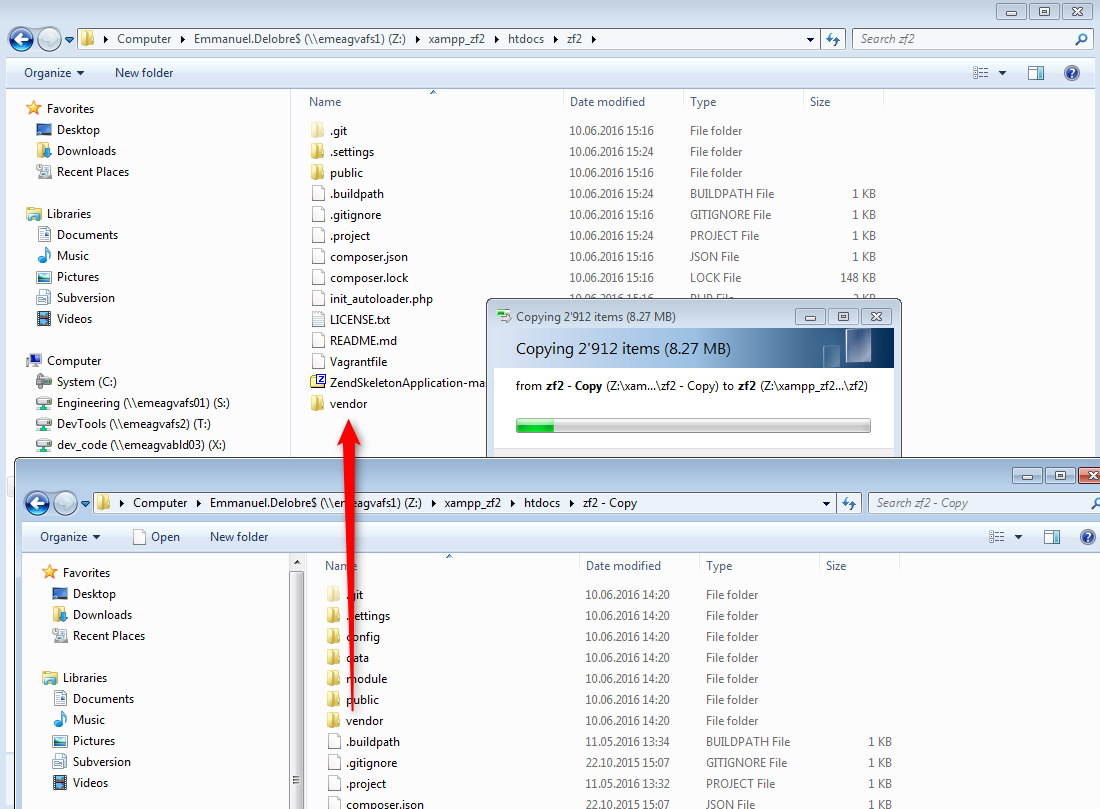 Computer Emmanuel.Delobre$ (\\emeagvafs1) (Z:) xampp_zf2 htdocs zf2 Search zf2
Organize New folder
Name Date modified Type Size
Favorites
Desktop
Downloads
Recent Places
Libraries
Documents
Music
Pictures
Subversion
Videos
Computer
System (C:)
Engineering (\\emeagvafs01) (S:)
DevTools (\\emeagvafs2) (T:)
dev_code (\\emeagvabld03) (X:)
.git 10.06.2016 15:16 File folder
.settings 10.06.2016 15:24 File folder
public 10.06.2016 15:16 File folder
.buildpath 10.06.2016 15:24 BUILDPATH File 1 KB
.gitignore 10.06.2016 15:16 GITIGNORE File 1 KB
.project 10.06.2016 15:24 PROJECT File 1 KB
composer.json 10.06.2016 15:16 JSON File 1 KB
composer.lock 10.06.2016 15:16 LOCK File 148 KB
init_autoloader.php 10.06.2016 15:16 PHP File 2 KB
LICENSE.txt
README.md
Vagrantfile
ZendSkeletonApplication-mas
vendor
Copying 2'912 items (8.27 MB)
Copying 2'912 items (8.27 MB)
from zf2 - Copy (Z:\xam...\zf2 - Copy) to zf2 (Z:\xampp_zf2...\zf2)
Computer Emmanuel.Delobre$ (\\emeagvafs1) (Z:) xampp_zf2 htdocs zf2 - Copy Search zf2 - Copy
Organize Open New folder
Name Date modified Type Size
Favorites
Desktop
Downloads
Recent Places
Libraries
Documents
Music
Pictures
Subversion
Videos
.git 10.06.2016 14:20 File folder
.settings 10.06.2016 14:20 File folder
config 10.06.2016 14:20 File folder
data 10.06.2016 14:20 File folder
module 10.06.2016 14:20 File folder
public 10.06.2016 14:20 File folder
vendor 10.06.2016 14:20 File folder
.buildpath 11.05.2016 13:34 BUILDPATH File 1 KB
.gitignore 22.10.2015 15:07 GITIGNORE File 1 KB
.project 11.05.2016 13:32 PROJECT File 1 KB
composer.json 22.10.2015 15:07 JSON File 1 KB